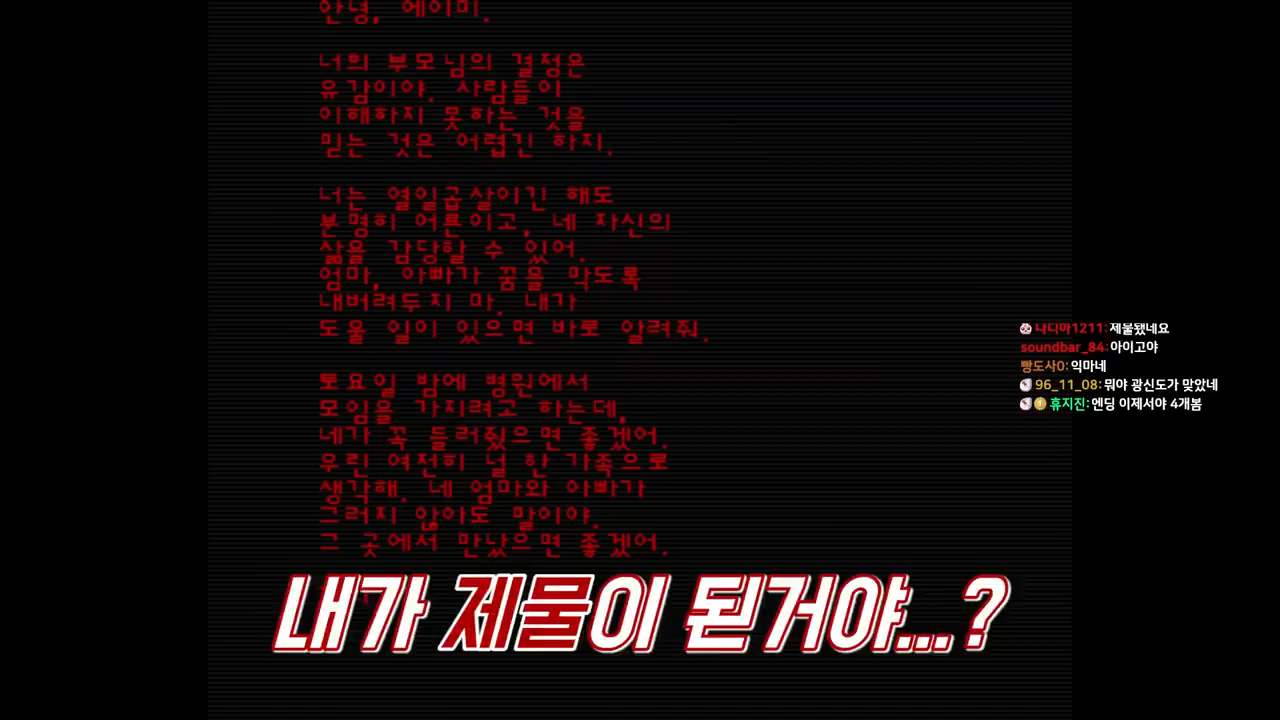 안녕, 에이미.
너희 부모님의 결정은
유감이야. 사람들이
이해하지 못하는 것을
믿는 것은 어렵긴 하지.
너는 열일곱살이긴 해도
분명히 어른이고, 네 자신의
삶을 감당할 수 있어.
엄마, 아빠가 꿈을 막도록
내버려두지 마. 내가
도울 일이 있으면 바로 알려줘.
토요일 밤에 병원에서
모임을 가지려고 하는데,
네가 꼭 들러줬으면 좋겠어.
우린 여전히 널 한 가족으로
생각해. 네 엄마와 아빠가
그러지 않아도 말이야.
그 곳에서 만났으면 좋겠어.
내가 제물이 된거야...?
나디아1211: 제물됐네요
soundbar_84: 아이고야
빵도사0: 익마네
96_11_08: 뭐야 광신도가 맞았네
휴지진: 엔딩 이제서야 4개봄